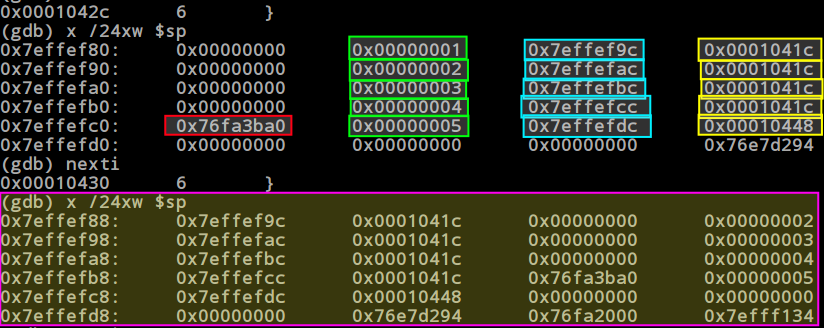 0x0001042c 6 }
(gdb) x /24xw $sp
0x7effef80: 0x00000000 0x00000001 0x7effef9c 0x0001041c
0x7effef90: 0x00000000 0x00000002 0x7effefac 0x0001041c
0x7effefa0: 0x00000000 0x00000003 0x7effefbc 0x0001041c
0x7effefb0: 0x00000000 0x00000004 0x7effefcc 0x0001041c
0x7effefc0: 0x76fa3ba0 0x00000005 0x7effefdc 0x00010448
0x7effefd0: 0x00000000 0x00000000 0x00000000 0x76e7d294
(gdb) nexti
0x00010430 6 }
(gdb) x /24xw $sp
0x7effef88: 0x7effef9c 0x0001041c 0x00000000 0x00000002
0x7effef98: 0x7effefac 0x0001041c 0x00000000 0x00000003
0x7effefa8: 0x7effefbc 0x0001041c 0x00000000 0x00000004
0x7effefb8: 0x7effefcc 0x0001041c 0x76fa3ba0 0x00000005
0x7effefc8: 0x7effefdc 0x00010448 0x00000000 0x00000000
0x7effefd8: 0x00000000 0x76e7d294 0x76fa2000 0x7efff134